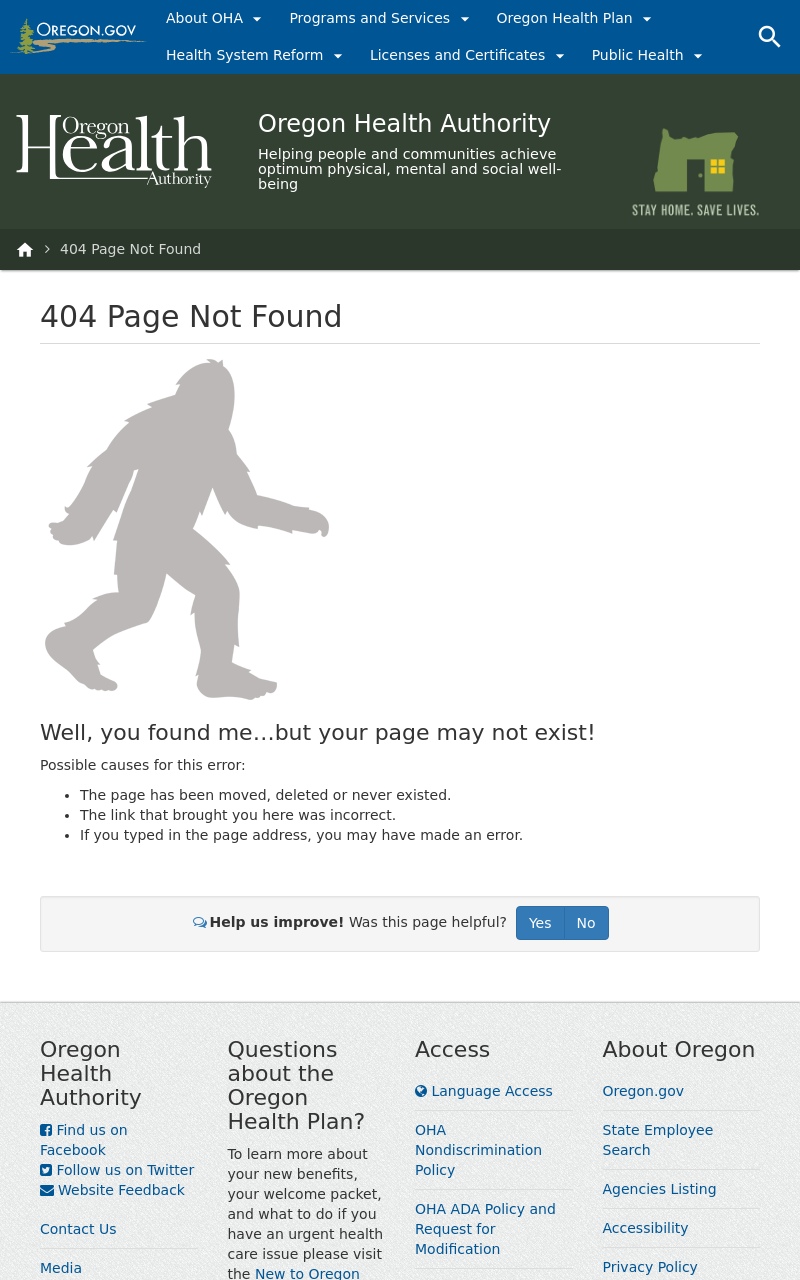 OREGON.GOV
About OHA
Programs and Services
Oregon Health Plan
Health System Reform
Licenses and Certificates
Public Health
Oregon
Health
Authority
Oregon Health Authority
Helping people and communities achieve
optimum physical, mental and social well-
being
STAY HOME. SAVE LIVES.
404 Page Not Found
404 Page Not Found
Well, you found me...but your page may not exist!
Possible causes for this error:
• The page has been moved, deleted or never existed.
• The link that brought you here was incorrect.
• If you typed in the page address, you may have made an error.
Help us improve! Was this page helpful? Yes No
Oregon
Health
Authority
Find us on
Facebook
Follow us on Twitter
Website Feedback
Contact Us
Media
Questions
about the
Oregon
Health Plan?
To learn more about
your new benefits,
your welcome packet,
and what to do if you
have an urgent health
care issue please visit
the New to Oregon
Access
Language Access
OHA
Nondiscrimination
Policy
OHA ADA Policy and
Request for
Modification
About Oregon
Oregon.gov
State Employee
Search
Agencies Listing
Accessibility
Privacy Policy